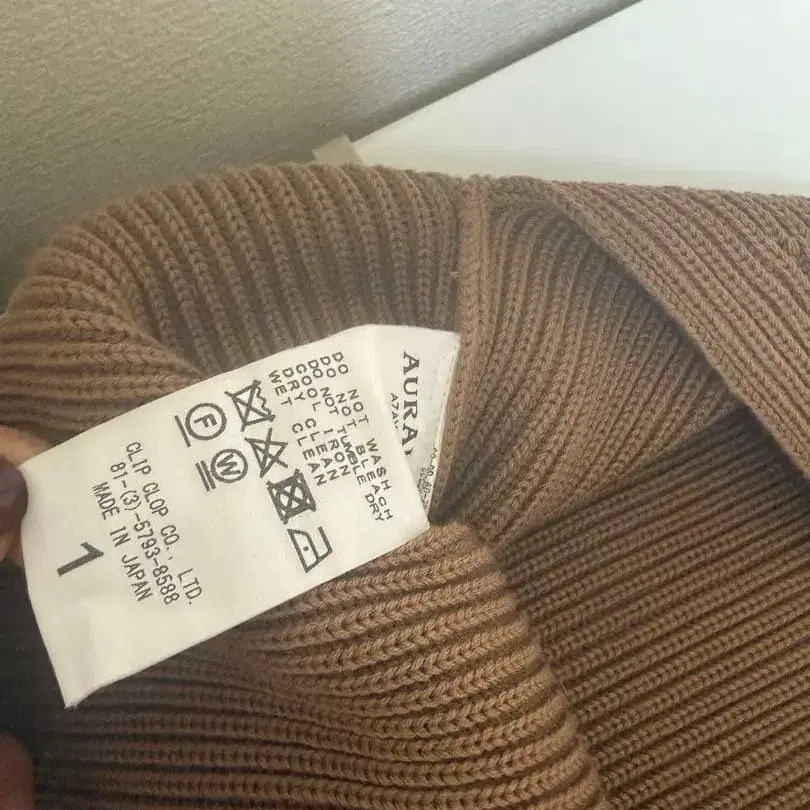 AURA
DO NOT WASH
DO NOT BLEACH
DO NOT TUMBLE DRY
COOL IRON
DRY CLEAN
WET CLEAN
F
W
CLIP CLOP CO., LTD.
81-(3)-5793-8588
MADE IN JAPAN
1